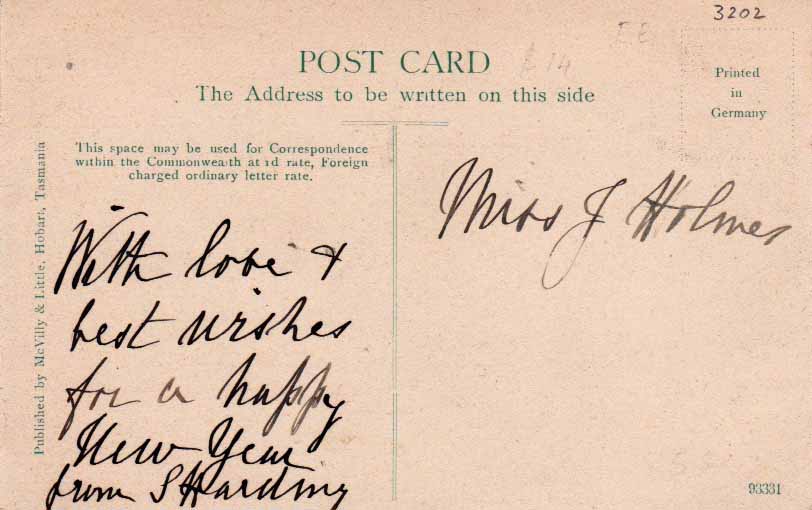 3202
POST CARD
The Address to be written on this side
Printed
in
Germany
This space may be used for Correspondence
within the Commonwealth at 1d rate, Foreign
charged ordinary letter rate.
Published by McVilly & Little, Hobart, Tasmania
With love &
best wishes
for a happy
New Year
from S Harding
Miss J Holmes
93331